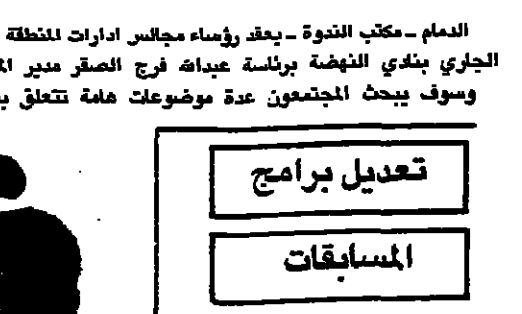 الدمام ـ مكتب الندوة ـ يعقد رؤساء مجالس ادارات المنطقة
الجاري بنادي النهضة برئاسة عبدالله فرج الصقر مدير
وسوف يبحث المجتمعون عدة موضوعات هامة تتعلق
تعديل برامج
المسابقات